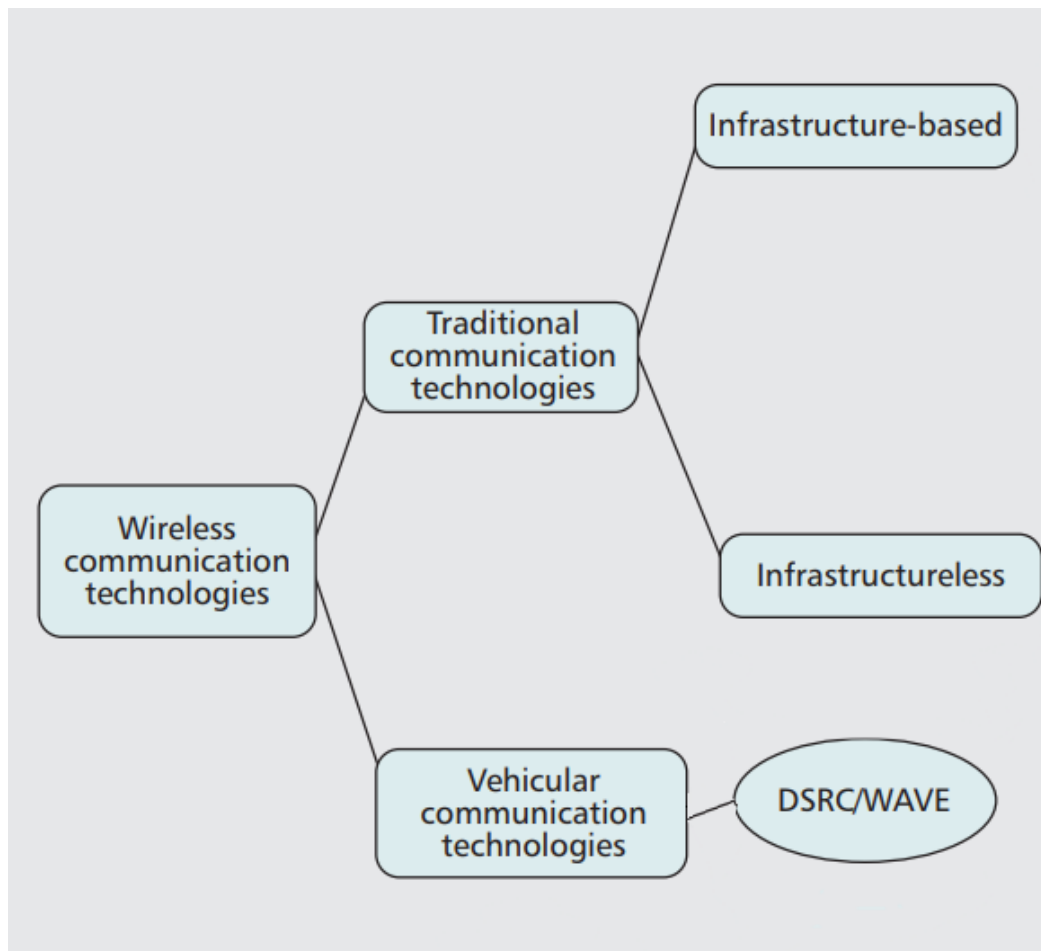 Infrastructure-based
Traditional
communication
technologies
Wireless
communication
technologies
Infrastructureless
Vehicular
communication
technologies
DSRC/WAVE